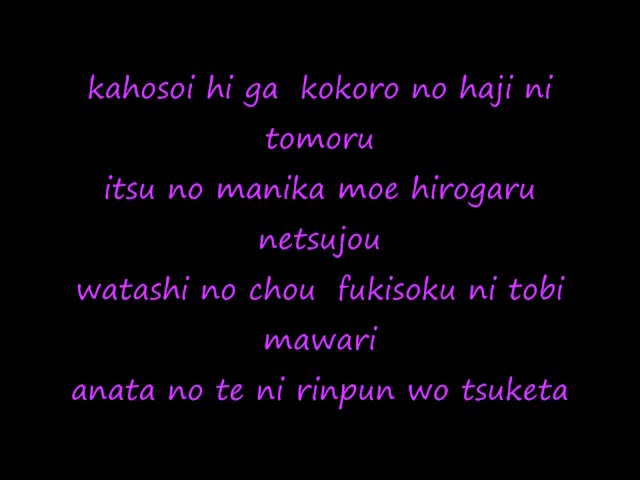 kahosoi hi ga  kokoro no haji ni
tomoru
itsu no manika moe hirogaru
netsujou
watashi no chou  fukisoku ni tobi
mawari
anata no te ni rinpun wo tsuketa